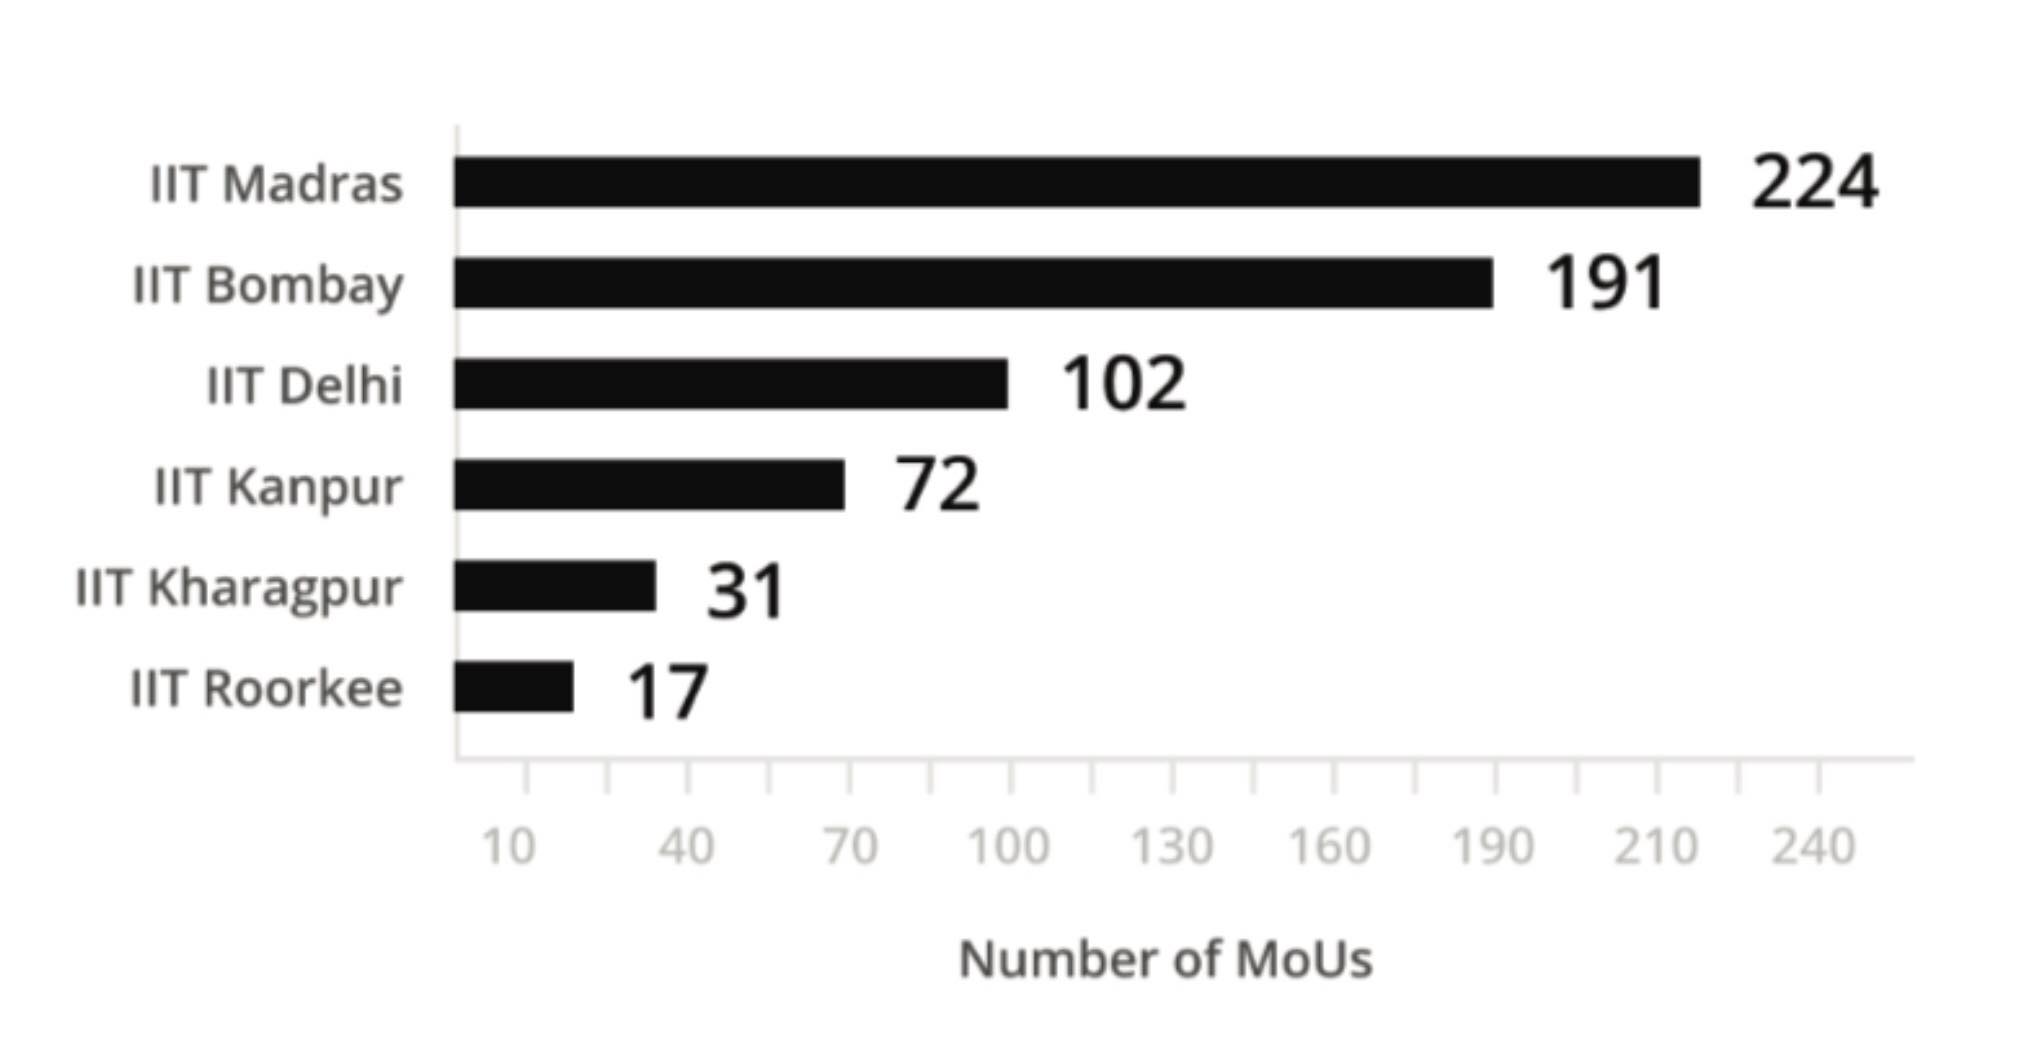 IIT Madras 224
IIT Bombay 191
IIT Delhi 102
IIT Kanpur 72
IIT Kharagpur 31
IIT Roorkee 17
10 40 70 100 130 160 190 210 240
Number of MoUs